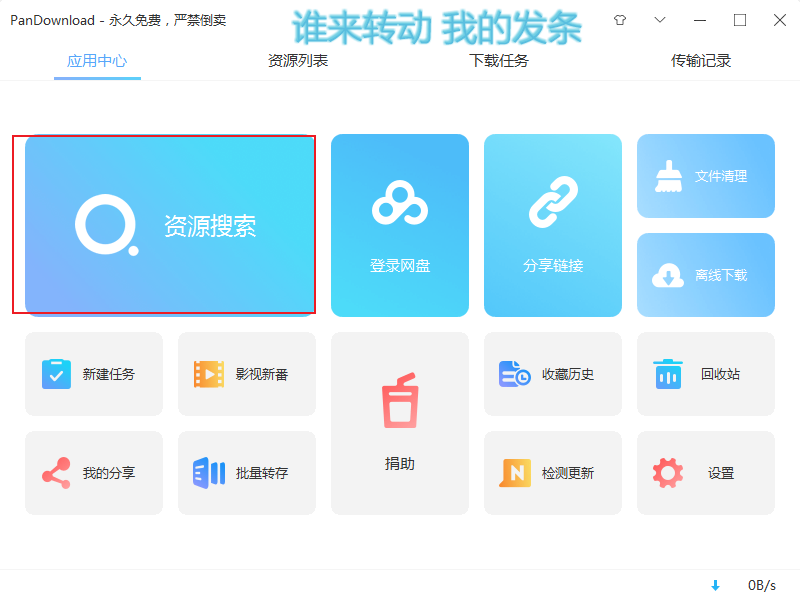 PanDownload - 永久免费，严禁倒卖
谁来转动 我的发条
应用中心 资源列表 下载任务 传输记录
资源搜索
登录网盘
分享链接
文件清理
离线下载
新建任务
影视新番
捐助
收藏历史
回收站
我的分享
批量转存
检测更新
设置
0B/s